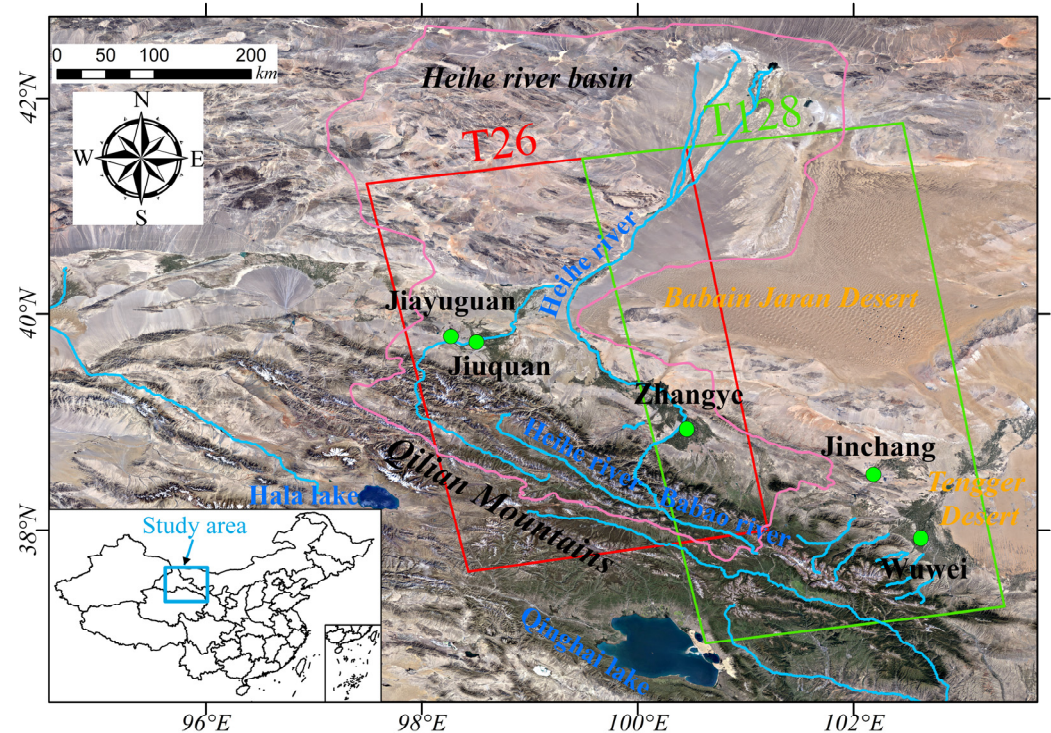 0 50 100 200
km
Heihe river basin
42°N
N
W E
S
T26
T128
Heihe river
Jiayuguan
Babain Jaran Desert
40°N
Jiuquan
Zhangye
Jinchang
Heihe river
Qilian Mountains
Hala lake
Babao river
Tengger
Desert
38°N
Study area
Wuwei
Qinghui lake
96°E 98°E 100°E 102°E